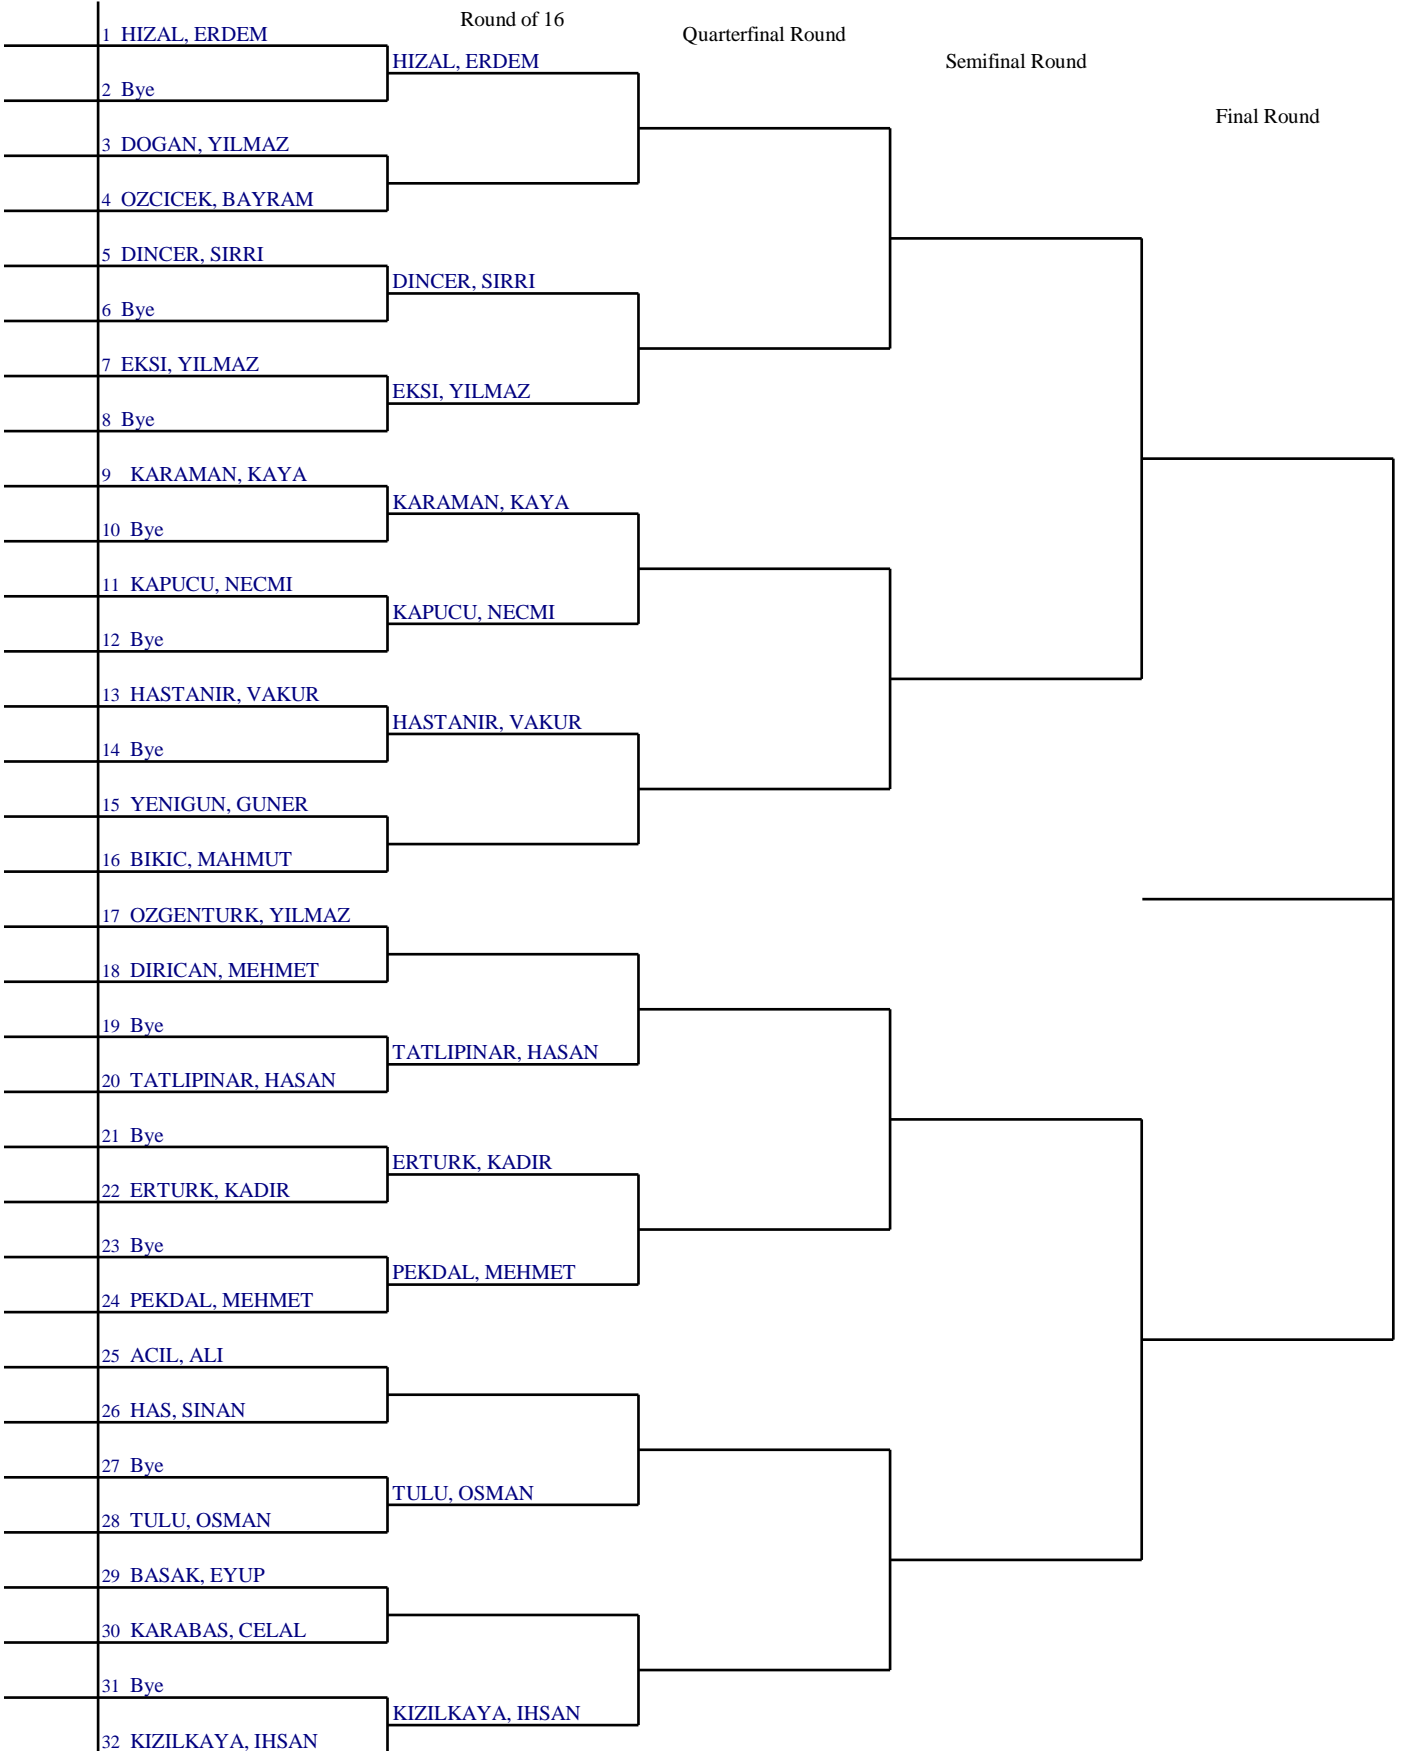 Round of 16
Quarterfinal Round
Semifinal Round
Final Round
1 HIZAL, ERDEM
HIZAL, ERDEM
2 Bye
3 DOGAN, YILMAZ
4 OZCICEK, BAYRAM
5 DINCER, SIRRI
DINCER, SIRRI
6 Bye
7 EKSI, YILMAZ
EKSI, YILMAZ
8 Bye
9 KARAMAN, KAYA
KARAMAN, KAYA
10 Bye
11 KAPUCU, NECMI
KAPUCU, NECMI
12 Bye
13 HASTANIR, VAKUR
HASTANIR, VAKUR
14 Bye
15 YENIGUN, GUNER
16 BIKIC, MAHMUT
17 OZGENTURK, YILMAZ
18 DIRICAN, MEHMET
19 Bye
TATLIPINAR, HASAN
20 TATLIPINAR, HASAN
21 Bye
ERTURK, KADIR
22 ERTURK, KADIR
23 Bye
PEKDAL, MEHMET
24 PEKDAL, MEHMET
25 ACIL, ALI
26 HAS, SINAN
27 Bye
TULU, OSMAN
28 TULU, OSMAN
29 BASAK, EYUP
30 KARABAS, CELAL
31 Bye
KIZILKAYA, IHSAN
32 KIZILKAYA, IHSAN